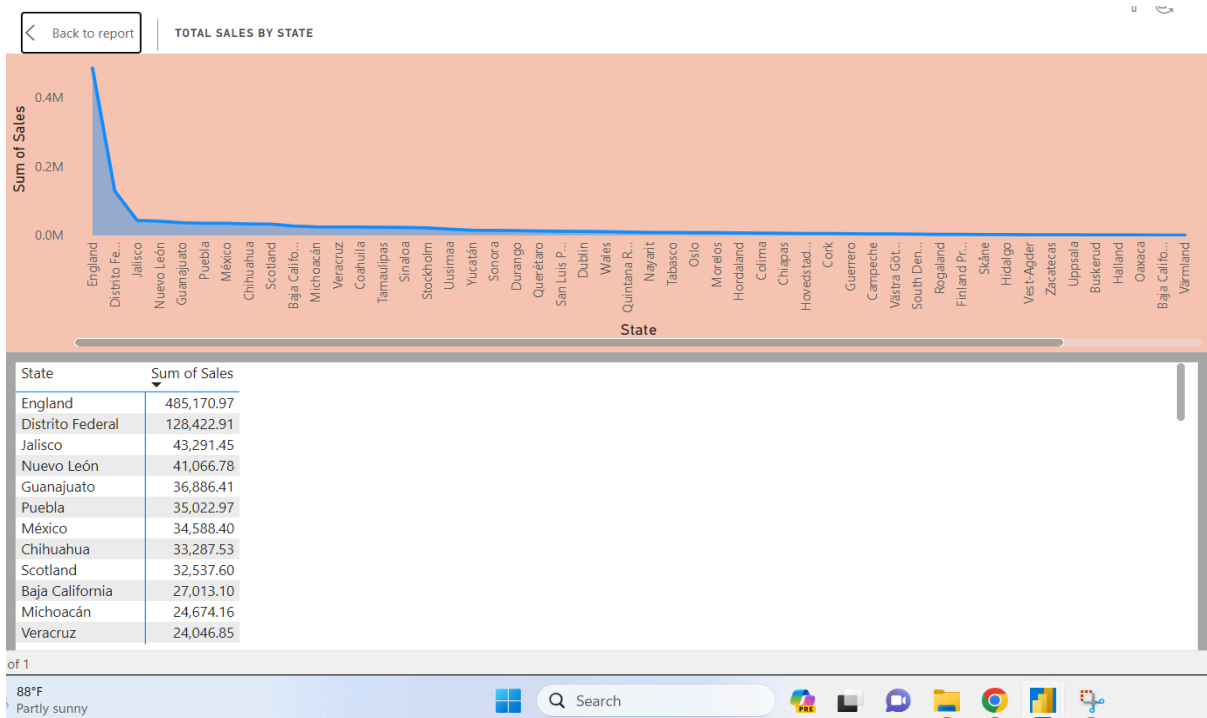 Back to report
TOTAL SALES BY STATE
Sum of Sales
0.4M
0.2M
0.0M
England
Distrito Fe...
Jalisco
Nuevo León
Guanajuato
Puebla
México
Chihuahua
Scotland
Baja Califo...
Michoacán
Veracruz
Coahuila
Tamaulipas
Sinaloa
Stockholm
Uusimaa
Yucatán
Sonora
Durango
Querétaro
San Luis P...
Dublin
Wales
Quintana R...
Nayarit
Tabasco
Oslo
Morelos
Hordaland
Colima
Chiapas
Hovedstad...
Cork
Guerrero
Campeche
Västra Göt...
South Den...
Rogaland
Finland Pr...
Skåne
Hidalgo
Vest-Agder
Zacatecas
Uppsala
Buskerud
Halland
Oaxaca
Baja Califo...
Värmland
State
State Sum of Sales
England 485,170.97
Distrito Federal 128,422.91
Jalisco 43,291.45
Nuevo León 41,066.78
Guanajuato 36,886.41
Puebla 35,022.97
México 34,588.40
Chihuahua 33,287.53
Scotland 32,537.60
Baja California 27,013.10
Michoacán 24,674.16
Veracruz 24,046.85
of 1
88°F
Partly sunny
Search
PRE